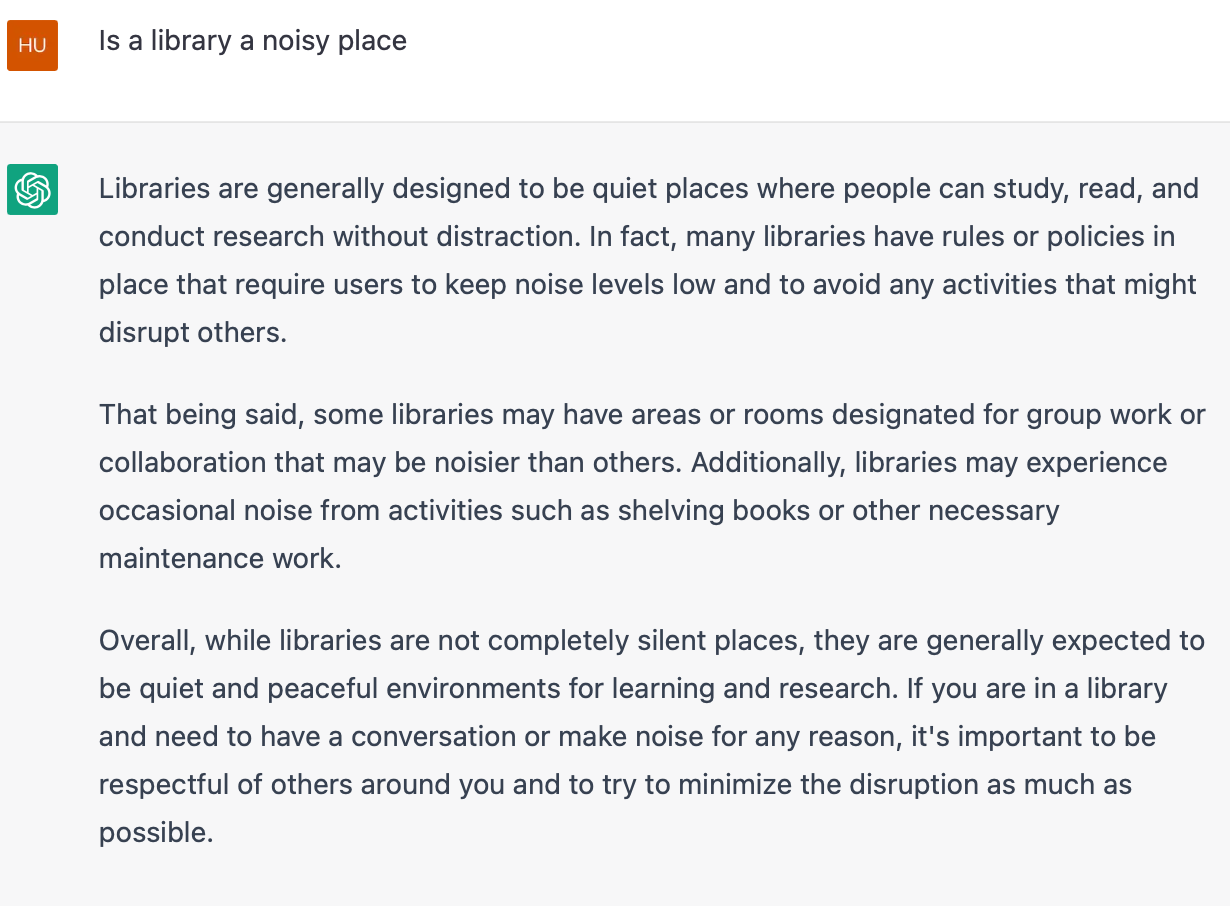 HU
Is a library a noisy place
Libraries are generally designed to be quiet places where people can study, read, and
conduct research without distraction. In fact, many libraries have rules or policies in
place that require users to keep noise levels low and to avoid any activities that might
disrupt others.
That being said, some libraries may have areas or rooms designated for group work or
collaboration that may be noisier than others. Additionally, libraries may experience
occasional noise from activities such as shelving books or other necessary
maintenance work.
Overall, while libraries are not completely silent places, they are generally expected to
be quiet and peaceful environments for learning and research. If you are in a library
and need to have a conversation or make noise for any reason, it's important to be
respectful of others around you and to try to minimize the disruption as much as
possible.